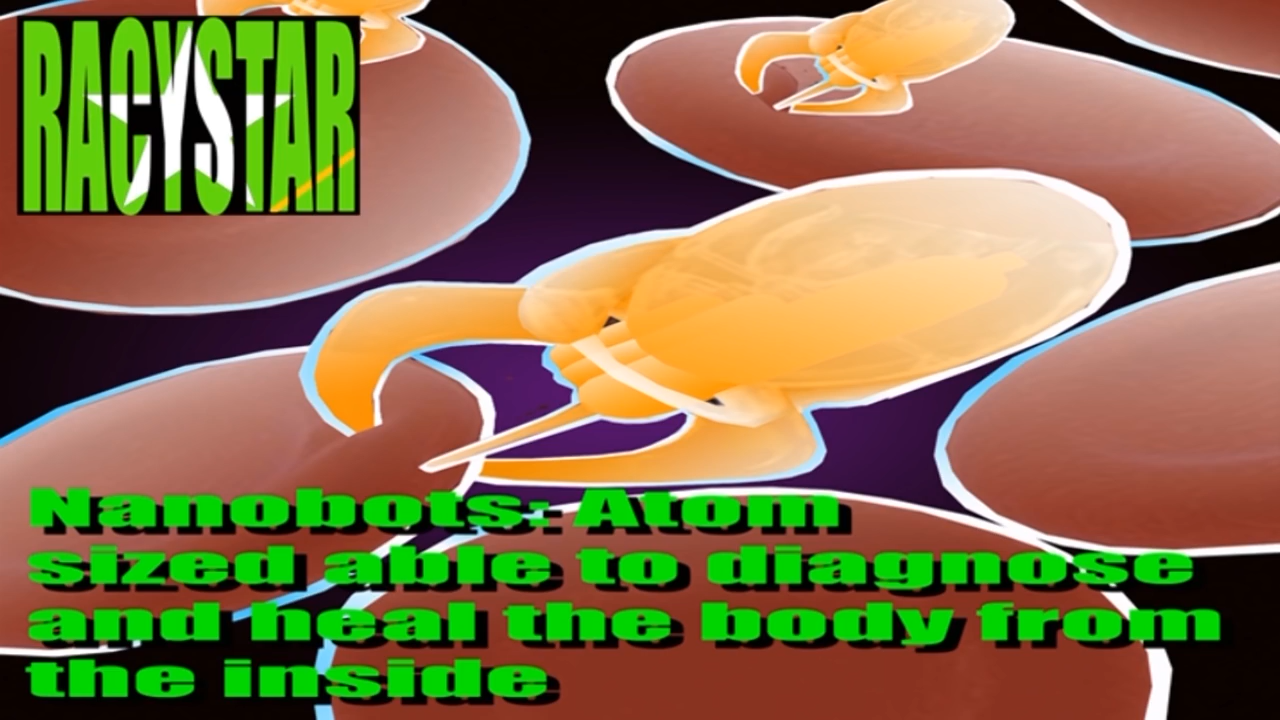 RACYSTAR
Nanobots: Atom
sized able to diagnose
and heal the body from
the inside